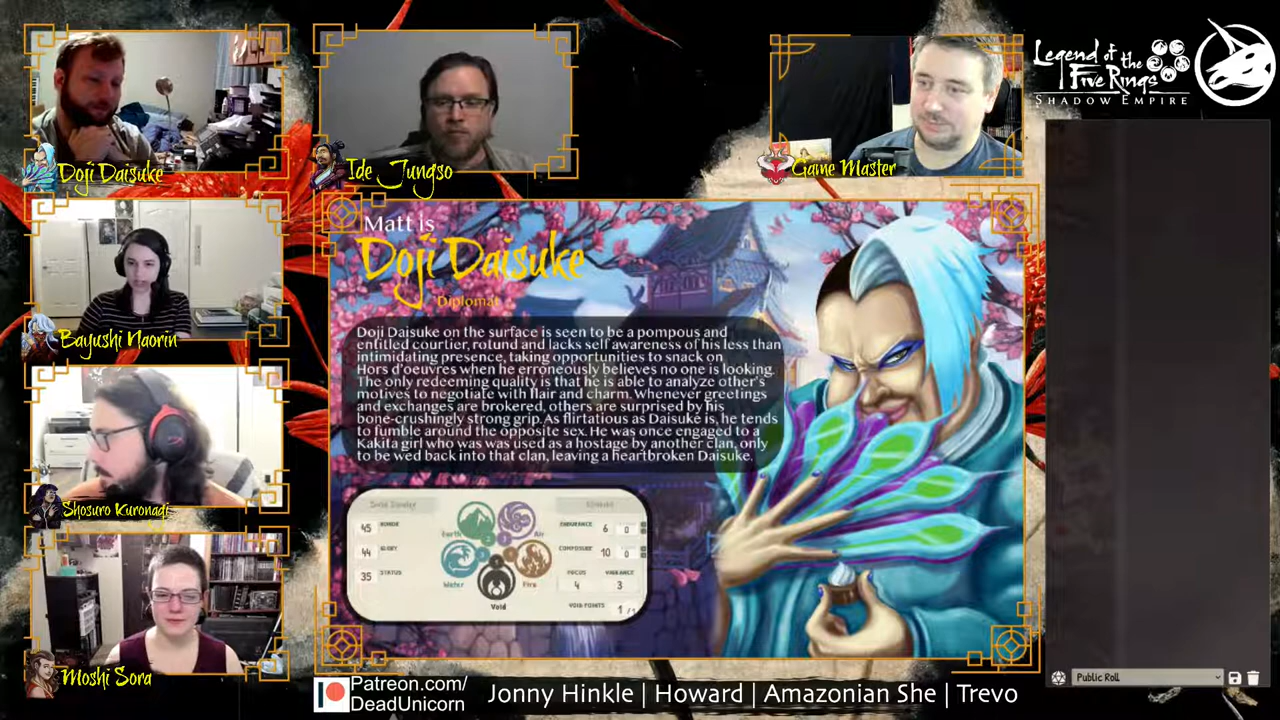 Legend of the
Five Rings
SHADOW EMPIRE
Doji Daisuke
Ide Jungso
Game Master
Bayushi Naorin
Shosuro Kuronagi
Moshi Sora
Matt is
Doji Daisuke
Diplomat
Doji Daisuke on the surface is seen to be a pompous and
entitled courtier, rotund and lacks self awareness of his less than
intimidating presence, taking opportunities to snack on
Hors d'oeuvres when he erroneously believes no one is looking.
The only redeeming quality is that he is able to analyze other's
motives to negotiate with flair and charm. Whenever greetings
and exchanges are brokered, others are surprised by his
bone-crushingly strong grip. As flirtatious as Daisuke is, he tends
to fumble around the opposite sex. He was once engaged to a
Kakita girl who was was used as a hostage by another clan, only
to be wed back into that clan, leaving a heartbroken Daisuke.
45 HONOR
44 GLORY
35 STATUS
Earth
Air
Water
Fire
Void
ENDURANCE 6 0
COMPOSURE 10 0
FOCUS VIGILANCE
4 3
VOID POINTS 1 /1
Public Roll
Patreon.com/
DeadUnicorn
Jonny Hinkle | Howard | Amazonian She | Trevo